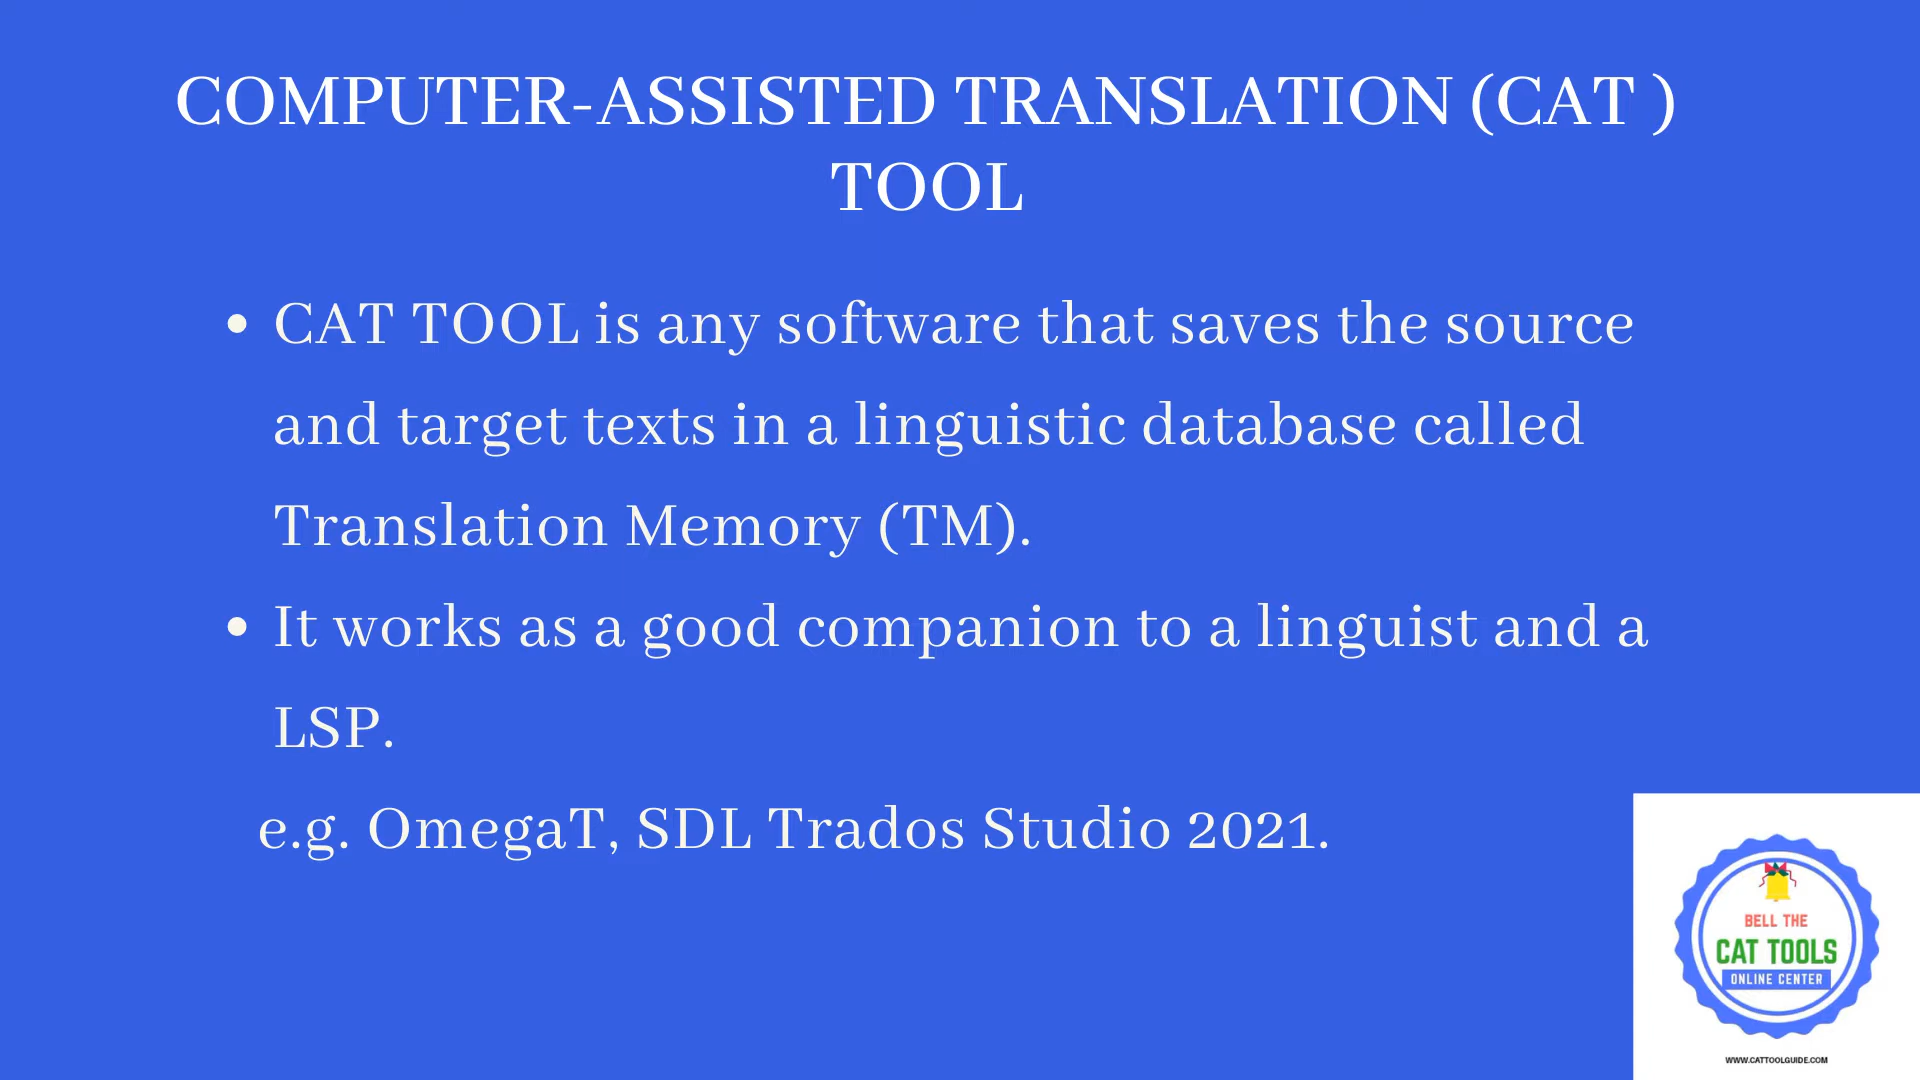 COMPUTER-ASSISTED TRANSLATION (CAT )
TOOL
• CAT TOOL is any software that saves the source
and target texts in a linguistic database called
Translation Memory (TM).
• It works as a good companion to a linguist and a
LSP.
e.g. OmegaT, SDL Trados Studio 2021.
BELL THE
CAT TOOLS
ONLINE CENTER
WWW.CATTOOLGUIDE.COM